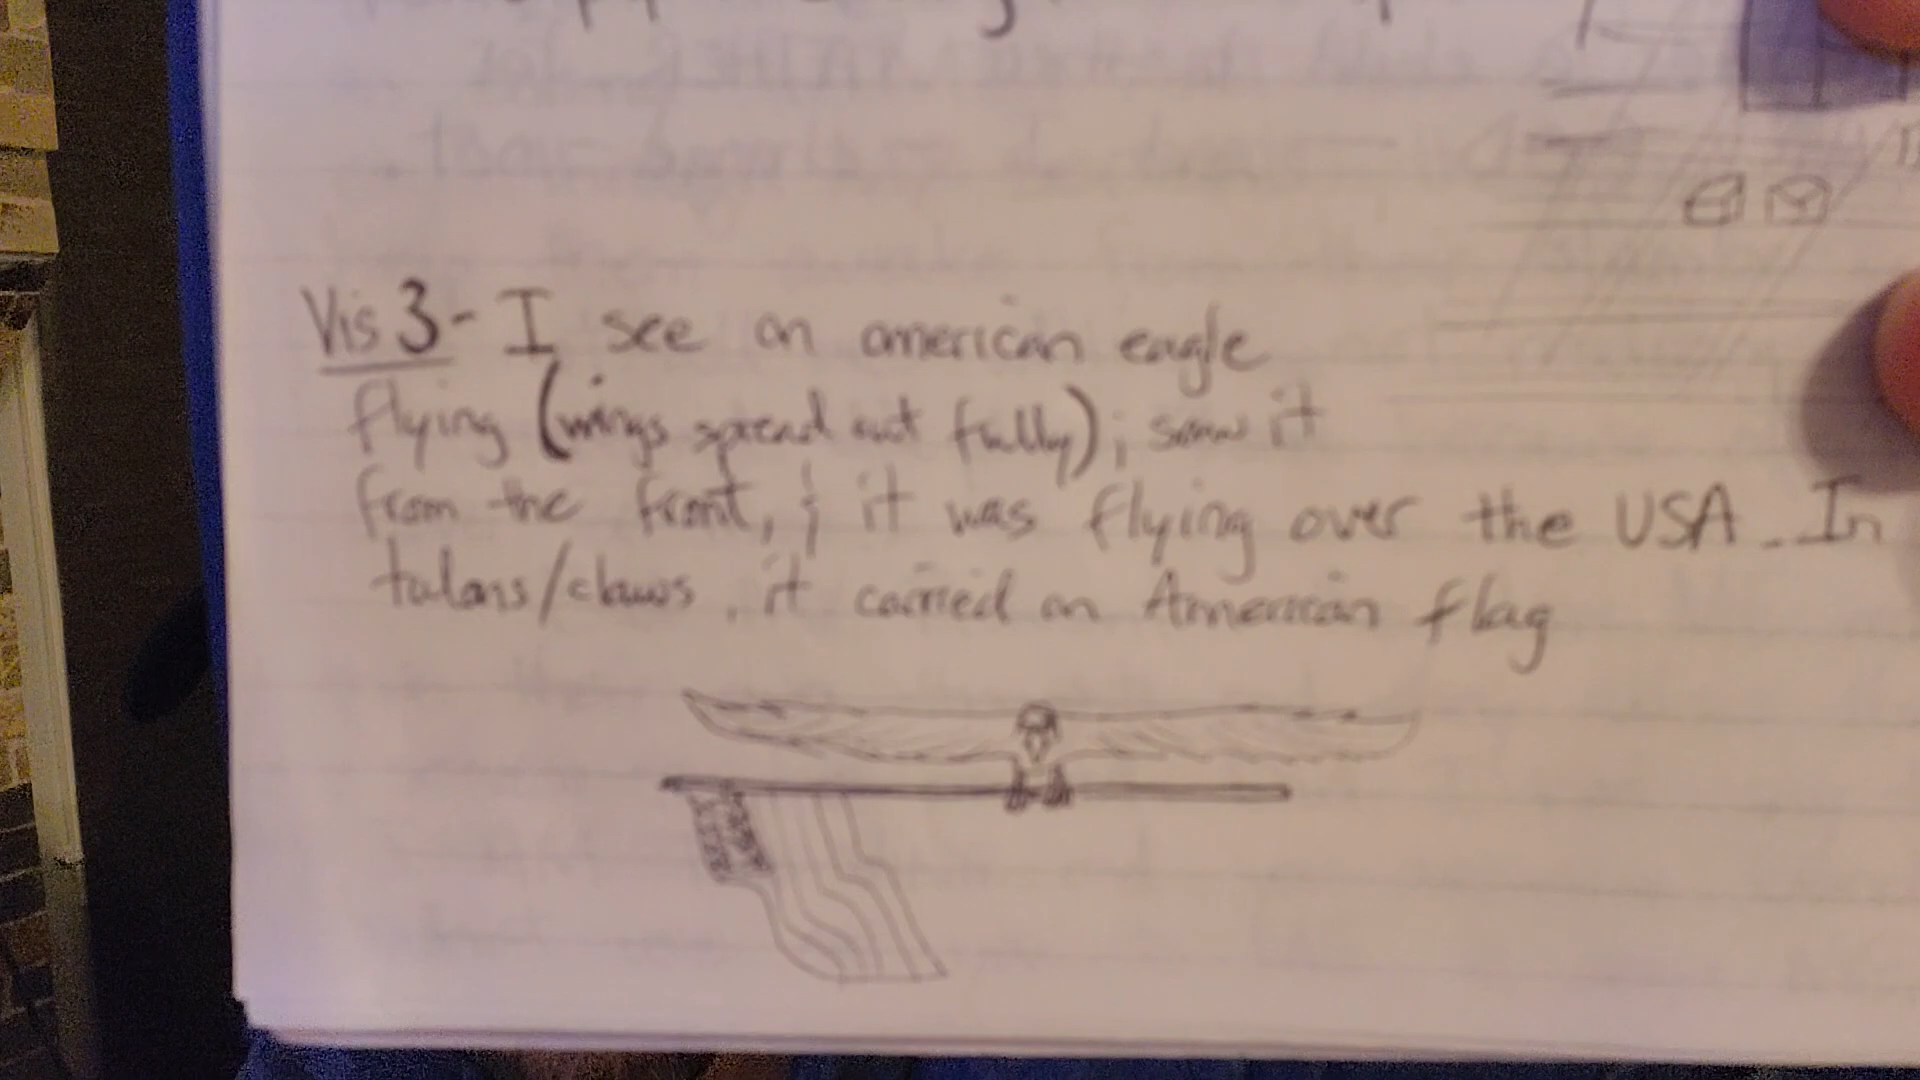 Vis 3 - I see an american eagle
flying (wings spread out fully); saw it
from the front, & it was flying over the USA. In
talons/claws, it carried an American flag